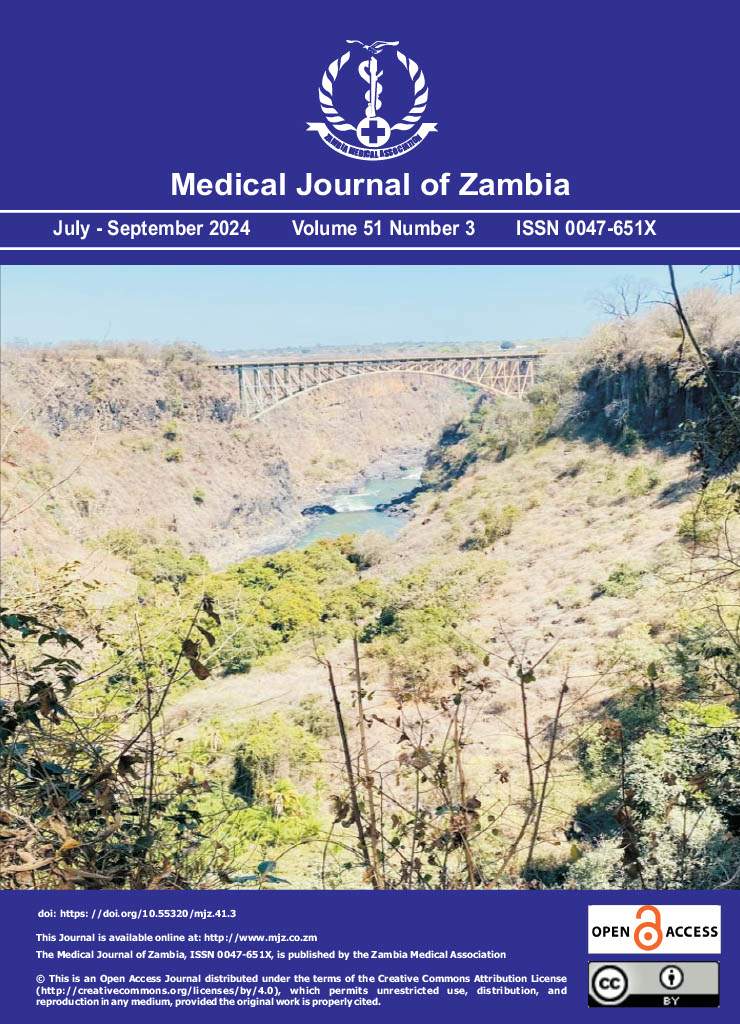 ZAMBIA MEDICAL ASSOCIATION
Medical Journal of Zambia
July - September 2024 Volume 51 Number 3 ISSN 0047-651X
doi: https: //doi.org/10.55320/mjz.41.3
This Journal is available online at: http://www.mjz.co.zm
The Medical Journal of Zambia, ISSN 0047-651X, is published by the Zambia Medical Association
© This is an Open Access Journal distributed under the terms of the Creative Commons Attribution License
(http://creativecommons.org/licenses/by/4.0), which permits unrestricted use, distribution, and
reproduction in any medium, provided the original work is properly cited.
OPEN ACCESS
cc
BY